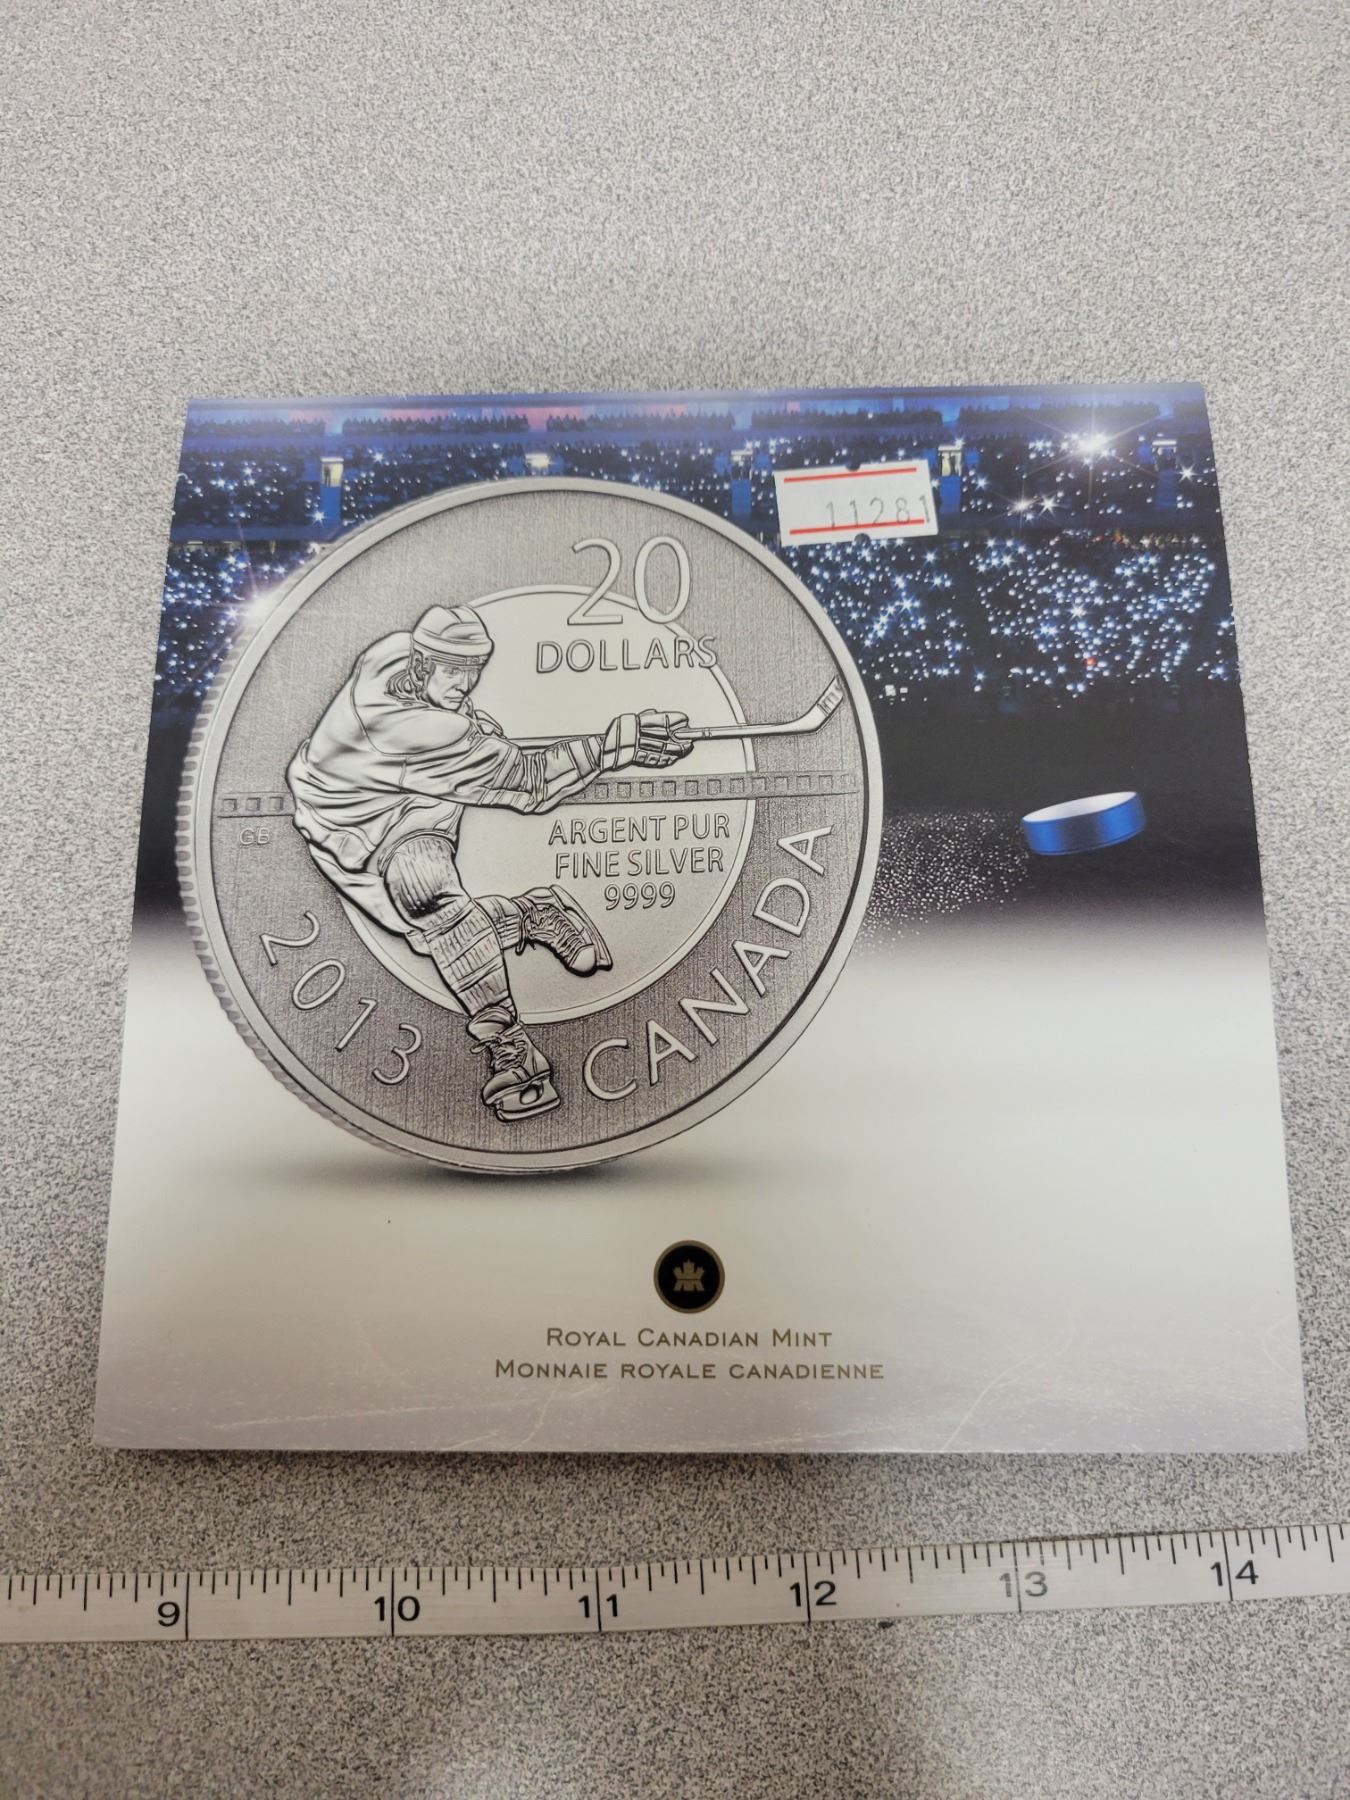 11281
20
DOLLARS
GB
ARGENT PUR
FINE SILVER
9999
2013
CANADA
ROYAL CANADIAN MINT
MONNAIE ROYALE CANADIENNE
9 10 11 12 13 14